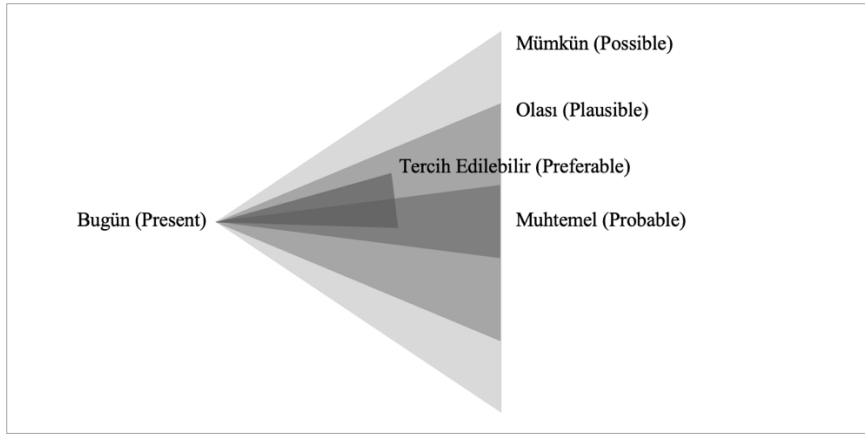 Mümkün (Possible)
Olası (Plausible)
Tercih Edilebilir (Preferable)
Bugün (Present)
Muhtemel (Probable)